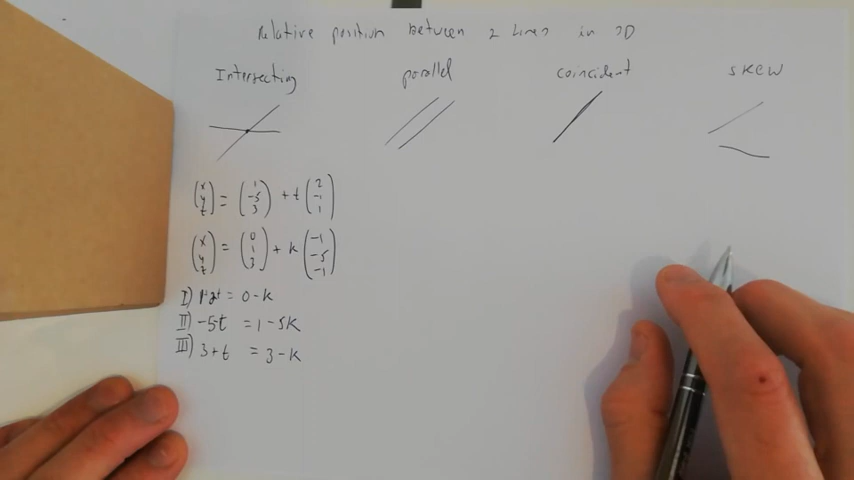 Relative position between 2 lines in 3D
Intersecting parallel coincident skew
(x y z) = (1 -5 3) + t (2 -1 1)
(x y z) = (0 1 3) + k (-1 -5 -1)
I) 1+2t = 0-k
II) -5-t = 1-5k
III) 3+t = 3-k